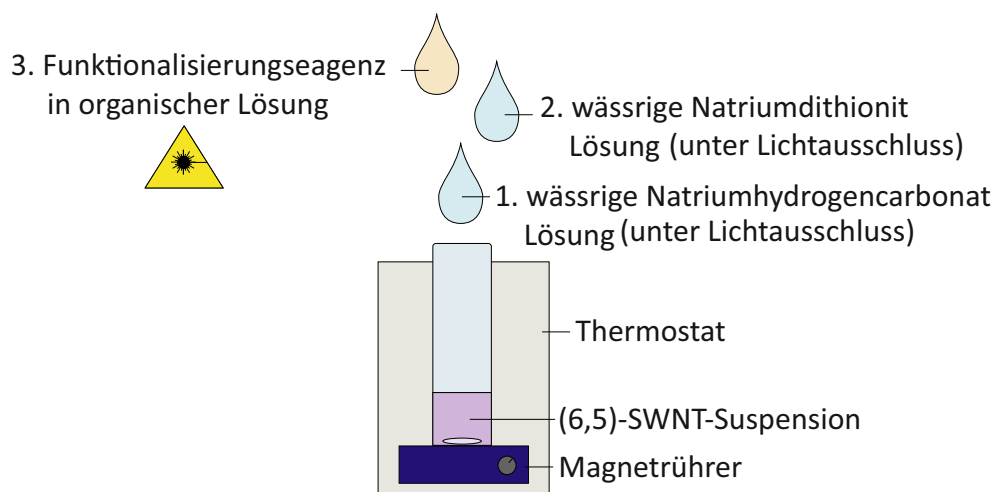 3. Funktionalisierungseagenz
in organischer Lösung
2. wässrige Natriumdithionit
Lösung (unter Lichtausschluss)
1. wässrige Natriumhydrogencarbonat
Lösung (unter Lichtausschluss)
Thermostat
(6,5)-SWNT-Suspension
Magnetrührer